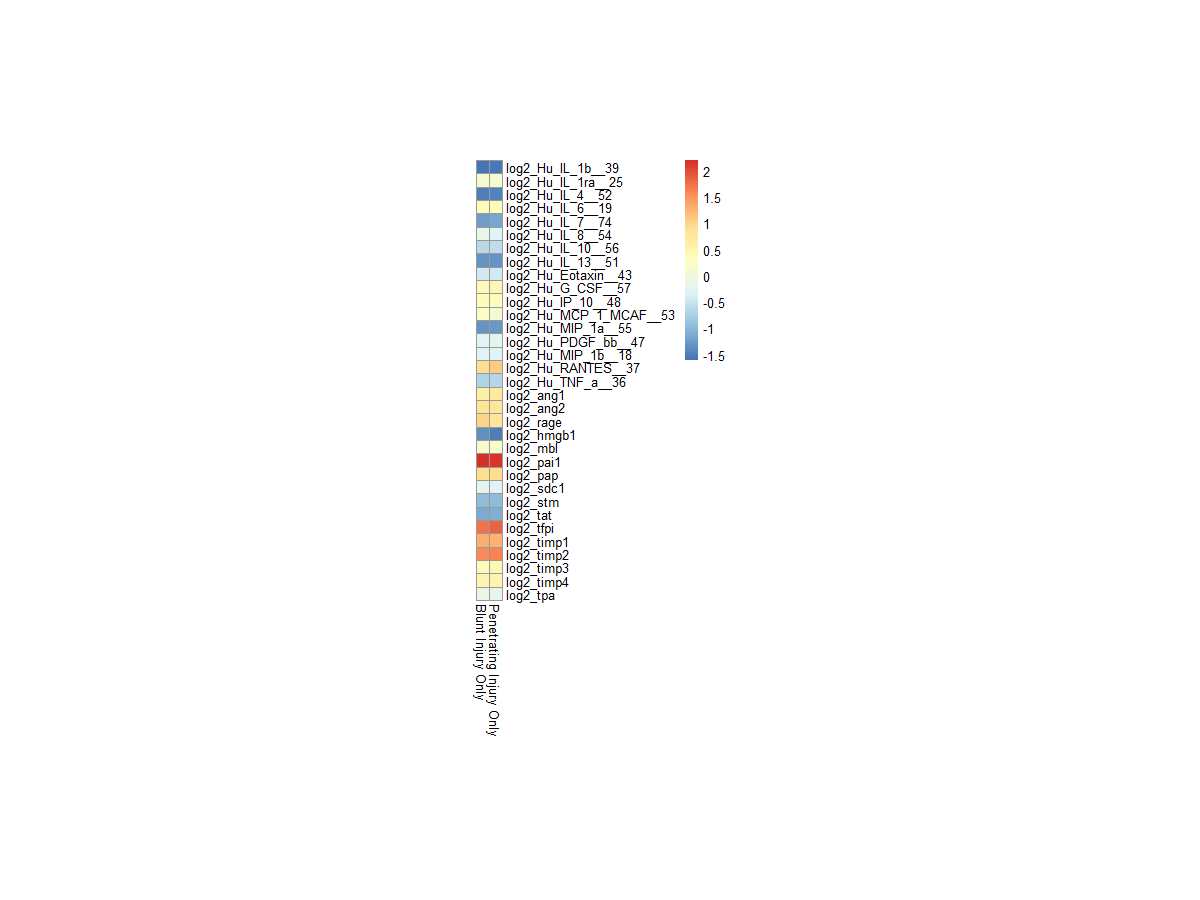 log2_Hu_IL_1b__39
log2_Hu_IL_1ra__25
log2_Hu_IL_4__52
log2_Hu_IL_6__19
log2_Hu_IL_7__74
log2_Hu_IL_8__54
log2_Hu_IL_10__56
log2_Hu_IL_13__51
log2_Hu_Eotaxin__43
log2_Hu_G_CSF__57
log2_Hu_IP_10__48
log2_Hu_MCP_1_MCAF__53
log2_Hu_MIP_1a__55
log2_Hu_PDGF_bb__47
log2_Hu_MIP_1b__18
log2_Hu_RANTES__37
log2_Hu_TNF_a__36
log2_ang1
log2_ang2
log2_rage
log2_hmgb1
log2_mbl
log2_pai1
log2_pap
log2_sdc1
log2_stm
log2_tat
log2_tfpi
log2_timp1
log2_timp2
log2_timp3
log2_timp4
log2_tpa
2
1.5
1
0.5
0
-0.5
-1
-1.5
Blunt Injury Only
Penetrating Injury Only